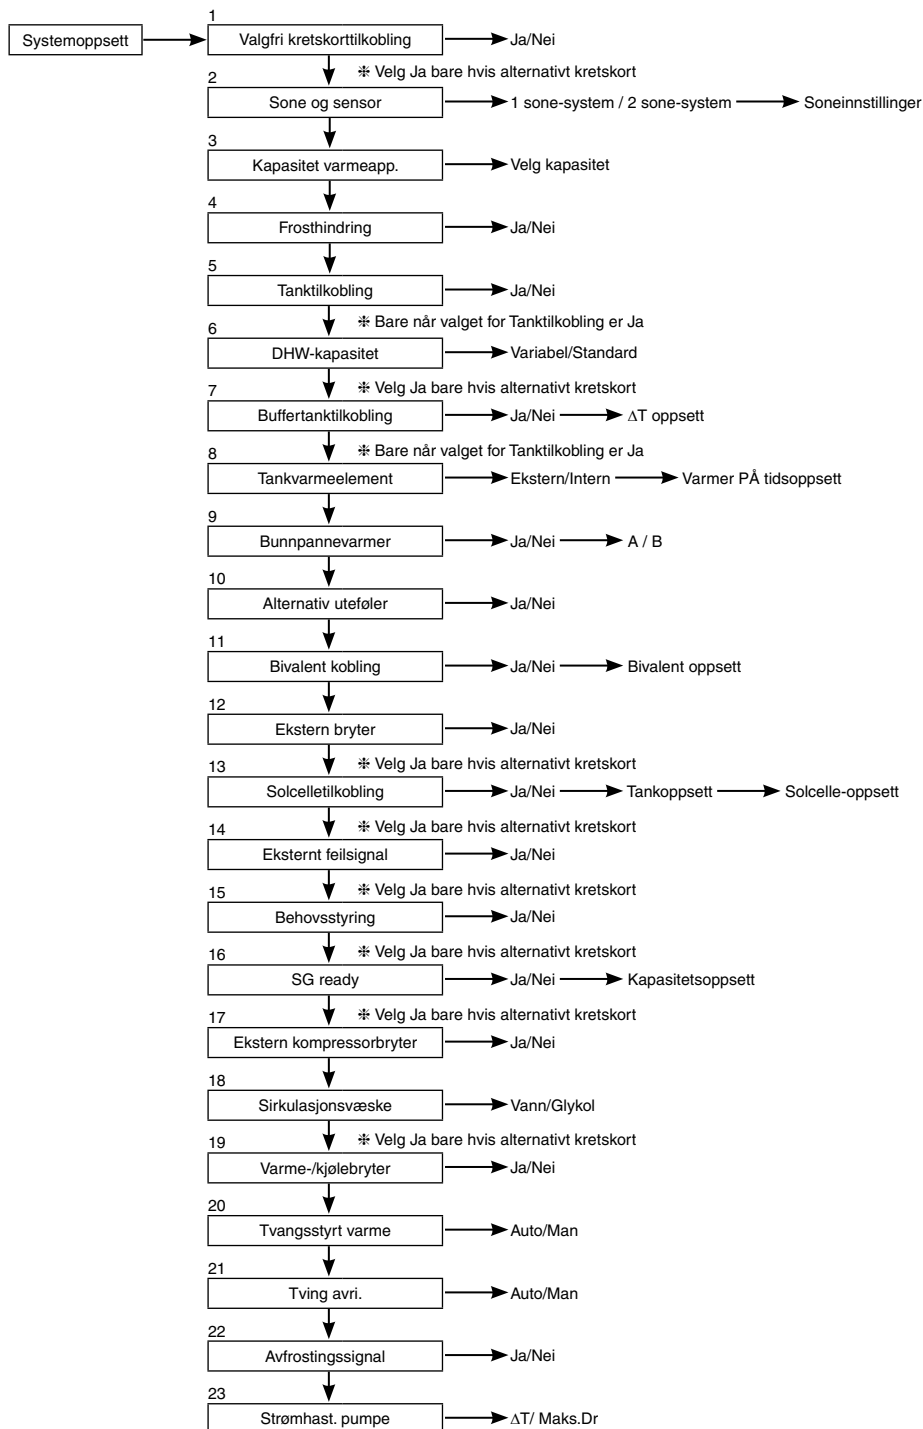 1
Systemoppsett Valgfri kretskorttilkobling Ja/Nei
❈ Velg Ja bare hvis alternativt kretskort
2
Sone og sensor 1 sone-system / 2 sone-system Soneinnstillinger
3
Kapasitet varmeapp. Velg kapasitet
4
Frosthindring Ja/Nei
5
Tanktilkobling Ja/Nei
❈ Bare når valget for Tanktilkobling er Ja
6
DHW-kapasitet Variabel/Standard
❈ Velg Ja bare hvis alternativt kretskort
7
Buffertanktilkobling Ja/Nei ΔT oppsett
❈ Bare når valget for Tanktilkobling er Ja
8
Tankvarmeelement Ekstern/Intern Varmer PÅ tidsoppsett
9
Bunnpannevarmer Ja/Nei A / B
10
Alternativ uteføler Ja/Nei
11
Bivalent kobling Ja/Nei Bivalent oppsett
12
Ekstern bryter Ja/Nei
❈ Velg Ja bare hvis alternativt kretskort
13
Solcelletilkobling Ja/Nei Tankoppsett Solcelle-oppsett
❈ Velg Ja bare hvis alternativt kretskort
14
Eksternt feilsignal Ja/Nei
❈ Velg Ja bare hvis alternativt kretskort
15
Behovsstyring Ja/Nei
❈ Velg Ja bare hvis alternativt kretskort
16
SG ready Ja/Nei Kapasitetsoppsett
❈ Velg Ja bare hvis alternativt kretskort
17
Ekstern kompressorbryter Ja/Nei
18
Sirkulasjonsvæske Vann/Glykol
❈ Velg Ja bare hvis alternativt kretskort
19
Varme-/kjølebryter Ja/Nei
20
Tvangsstyrt varme Auto/Man
21
Tving avri. Auto/Man
22
Avfrostingssignal Ja/Nei
23
Strømhast. pumpe ΔT/ Maks.Dr